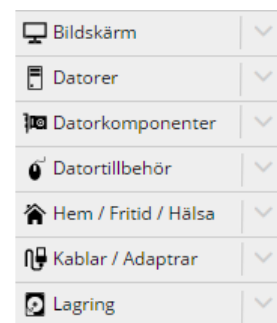 Bildskärm
Datorer
Datorkomponenter
Datortillbehör
Hem / Fritid / Hälsa
Kablar / Adaptrar
Lagring